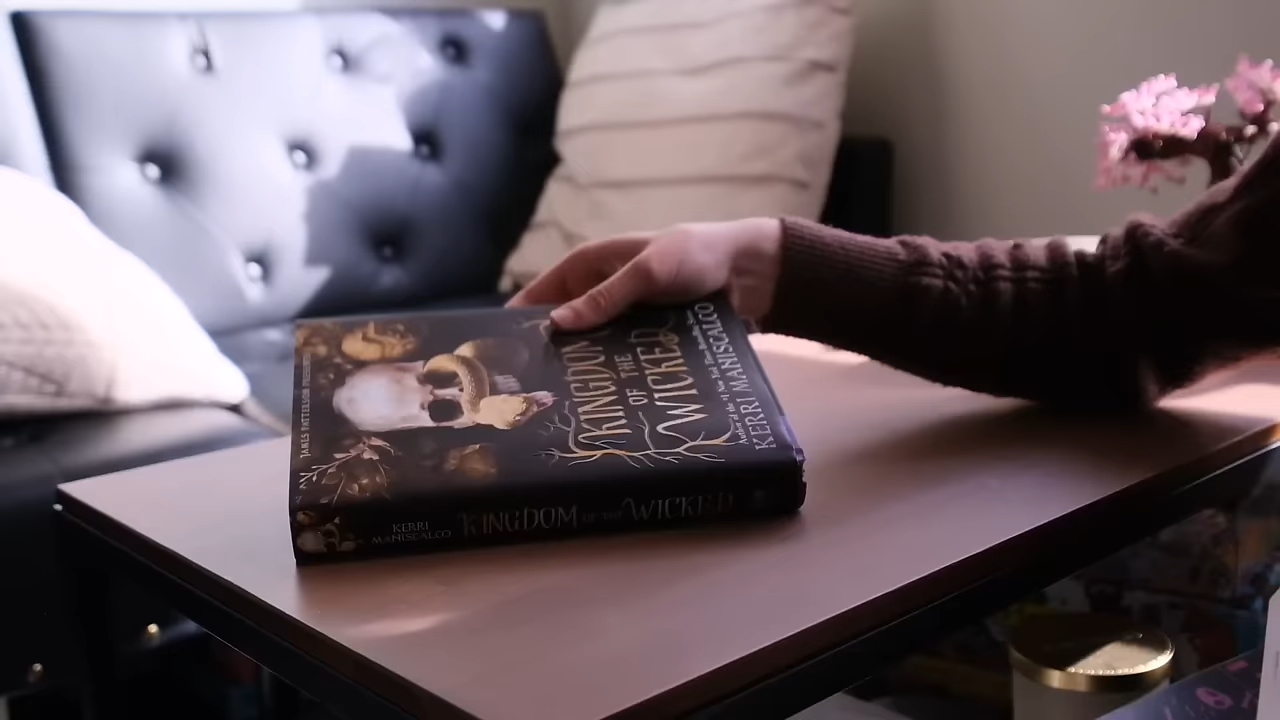 JAMES PATTERSON PRESENTS
KINGDOM
OF THE
WICKED
Author of the #1 New York Times Bestselling
KERRI MANISCALCO
KERRI
MANISCALCO
KINGDOM OF THE WICKED